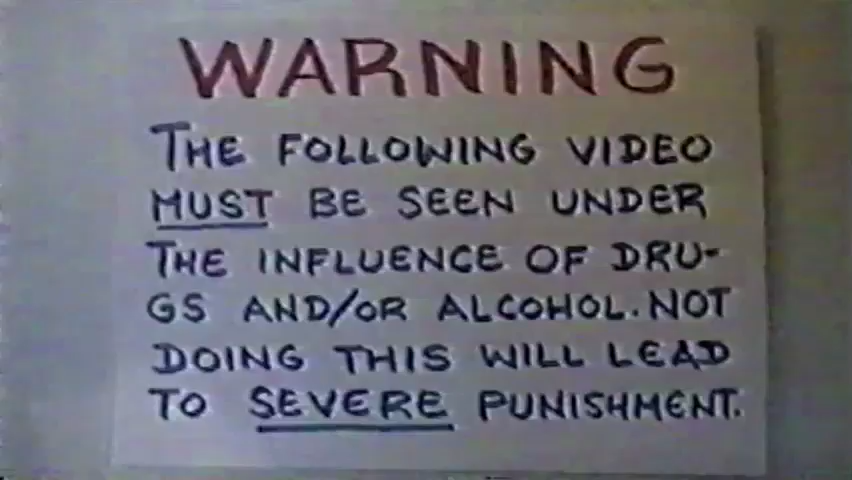 WARNING
THE FOLLOWING VIDEO
MUST BE SEEN UNDER
THE INFLUENCE OF DRU-
GS AND/OR ALCOHOL. NOT
DOING THIS WILL LEAD
TO SEVERE PUNISHMENT.